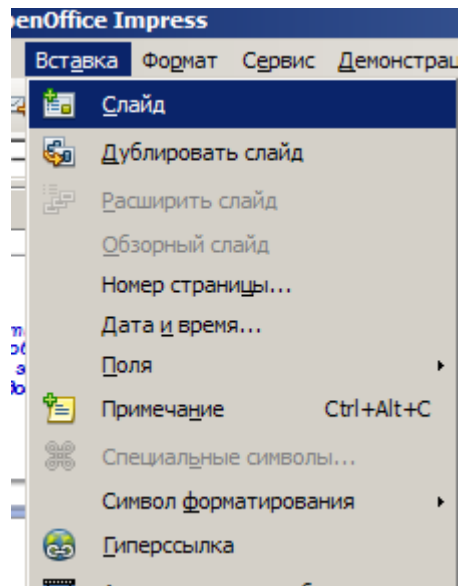 penOffice Impress
Вставка Формат Сервис Демонстрац
Слайд
Дублировать слайд
Расширить слайд
Обзорный слайд
Номер страницы...
Дата и время...
Поля
Примечание Ctrl+Alt+C
Специальные символы...
Символ форматирования
Гиперссылка